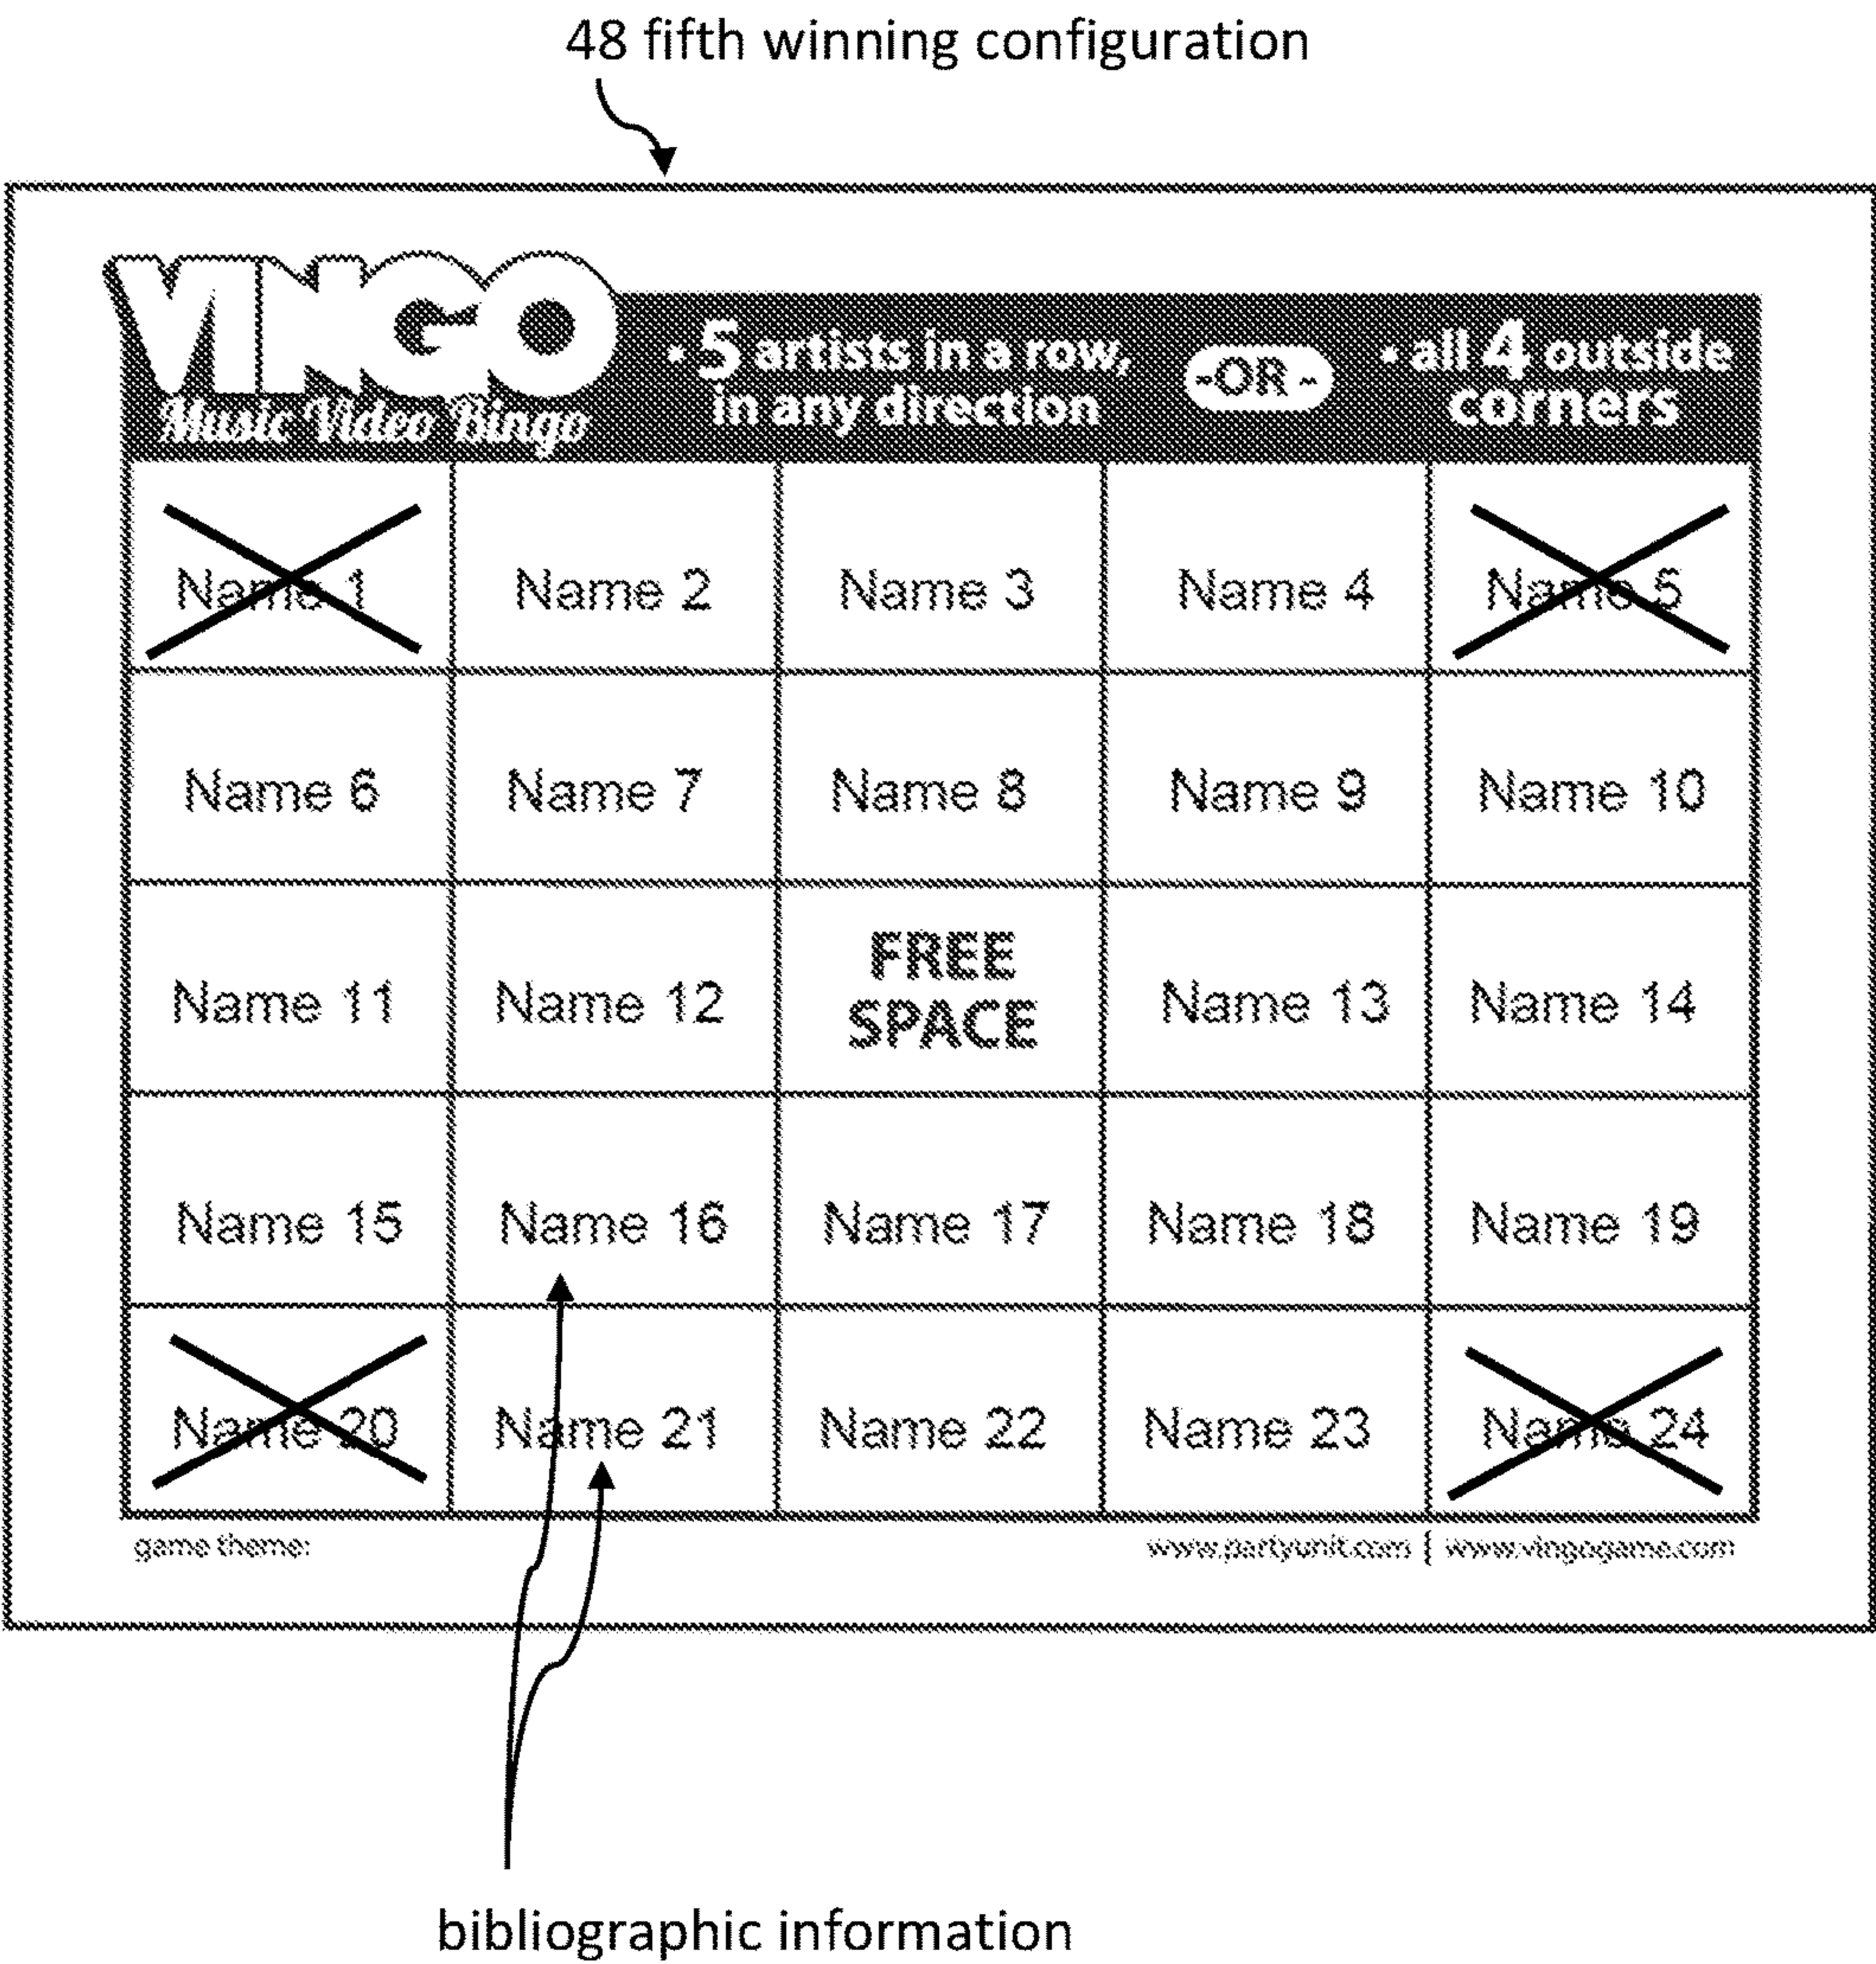 48 fifth winning configuration
VINGO
Music Video Bingo
• 5 artists in a row,
in any direction
-OR-
• all 4 outside
corners
Name 1 Name 2 Name 3 Name 4 Name 5
Name 6 Name 7 Name 8 Name 9 Name 10
Name 11 Name 12 FREE SPACE Name 13 Name 14
Name 15 Name 16 Name 17 Name 18 Name 19
Name 20 Name 21 Name 22 Name 23 Name 24
game theme: www.partyunit.com | www.vingogame.com
bibliographic information